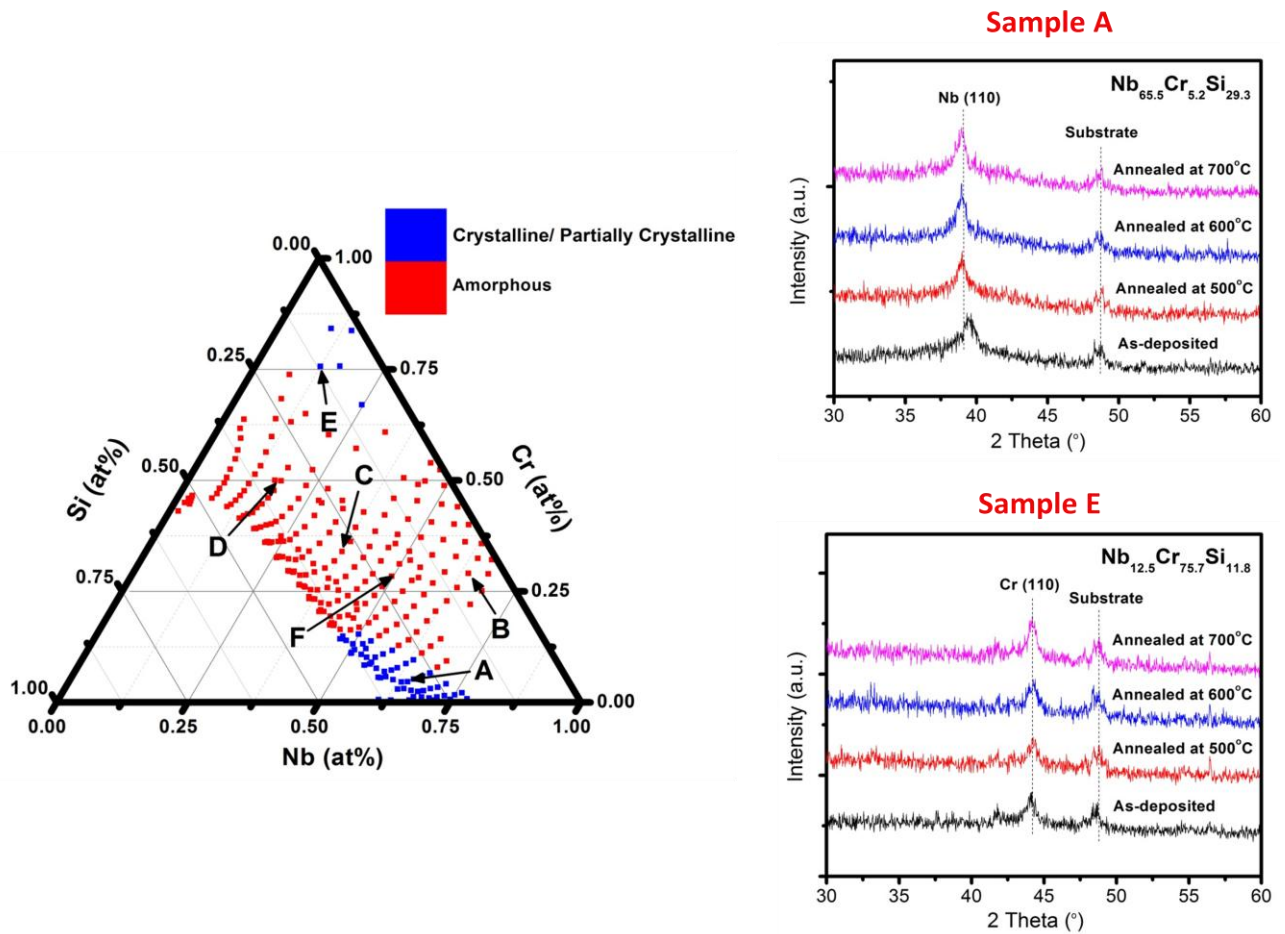 0.00
1.00
Crystalline/ Partially Crystalline
Amorphous
0.25
0.75
E
Si (at%)
Cr (at%)
0.50
0.50
C
D
0.75
0.25
F
B
A
1.00
0.00
0.00
0.25
0.50
0.75
1.00
Nb (at%)
Sample A
Nb65.5Cr5.2Si29.3
Nb (110)
Substrate
Annealed at 700°C
Annealed at 600°C
Annealed at 500°C
As-deposited
Intensity (a.u.)
30 35 40 45 50 55 60
2 Theta (°)
Sample E
Nb12.5Cr75.7Si11.8
Cr (110)
Substrate
Annealed at 700°C
Annealed at 600°C
Annealed at 500°C
As-deposited
Intensity (a.u.)
30 35 40 45 50 55 60
2 Theta (°)